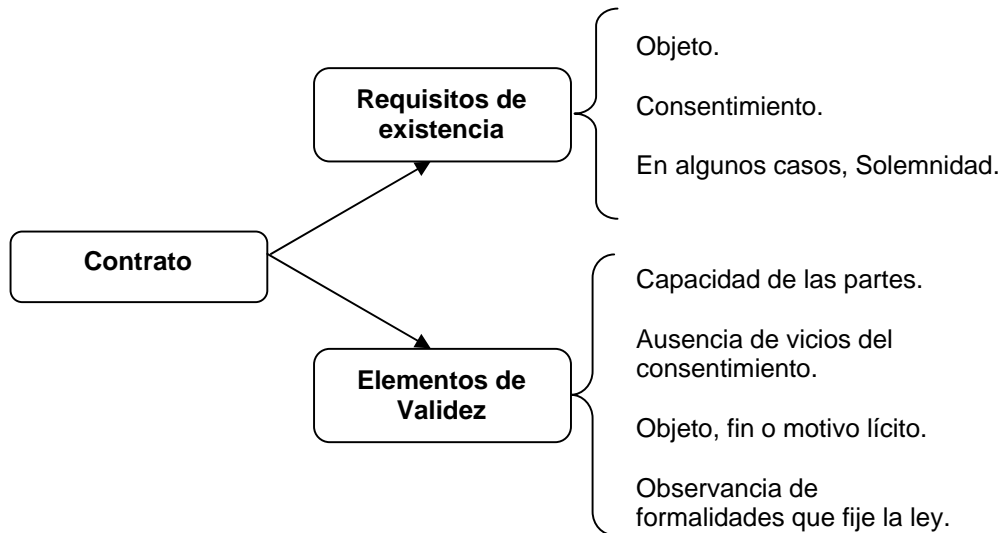 Contrato
Requisitos de
existencia
Objeto.
Consentimiento.
En algunos casos, Solemnidad.
Elementos de
Validez
Capacidad de las partes.
Ausencia de vicios del
consentimiento.
Objeto, fin o motivo lícito.
Observancia de
formalidades que fije la ley.